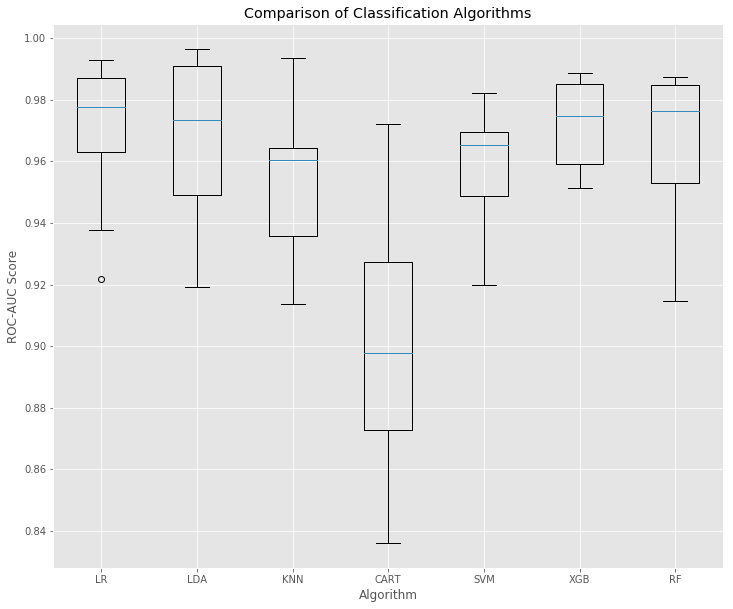 Comparison of Classification Algorithms
1.00
0.98
0.96
0.94
0.92
0.90
0.88
0.86
0.84
ROC-AUC Score
LR LDA KNN CART SVM XGB RF
Algorithm